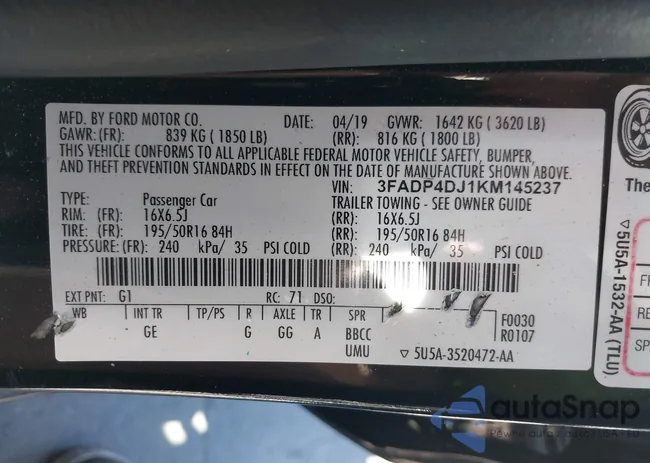 MFD. BY FORD MOTOR CO. DATE: 04/19 GVWR: 1642 KG ( 3620 LB)
GAWR:(FR): 839 KG ( 1850 LB) (RR): 816 KG ( 1800 LB)
THIS VEHICLE CONFORMS TO ALL APPLICABLE FEDERAL MOTOR VEHICLE SAFETY, BUMPER,
AND THEFT PREVENTION STANDARDS IN EFFECT ON THE DATE OF MANUFACTURE SHOWN ABOVE.
VIN: 3FADP4DJ1KM145237
TYPE: Passenger Car TRAILER TOWING - SEE OWNER GUIDE
RIM: (FR): 16X6.5J (RR): 16X6.5J
TIRE: (FR): 195/50R16 84H (RR): 195/50R16 84H
PRESSURE: (FR): 240 kPa/ 35 PSI COLD (RR): 240 kPa/ 35 PSI COLD
EXT PNT: G1 RC: 71 DSO:
WB INT TR TP/PS R AXLE TR SPR F0030
GE G GG A BBCC R0107
UMU ▽5U5A-3520472-AA
The
▽5U5A-1532-AA (TLU)
F
RE
SP
autoSnap
Pewne auto z USA